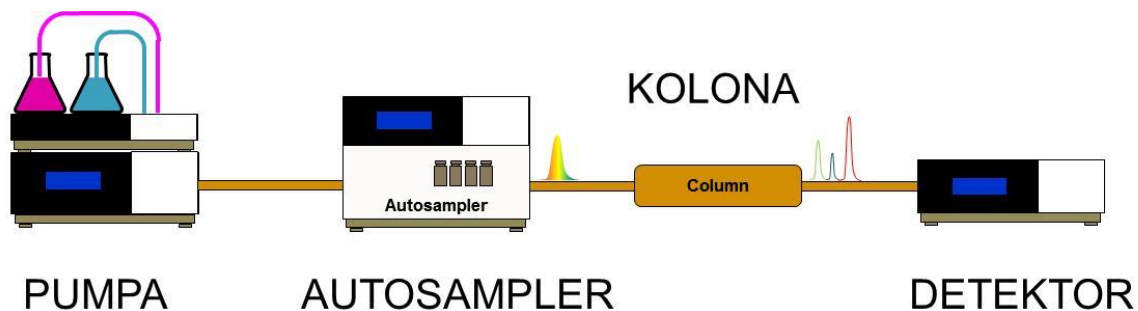 KOLONA
Column
Autosampler
PUMPA
AUTOSAMPLER
DETEKTOR